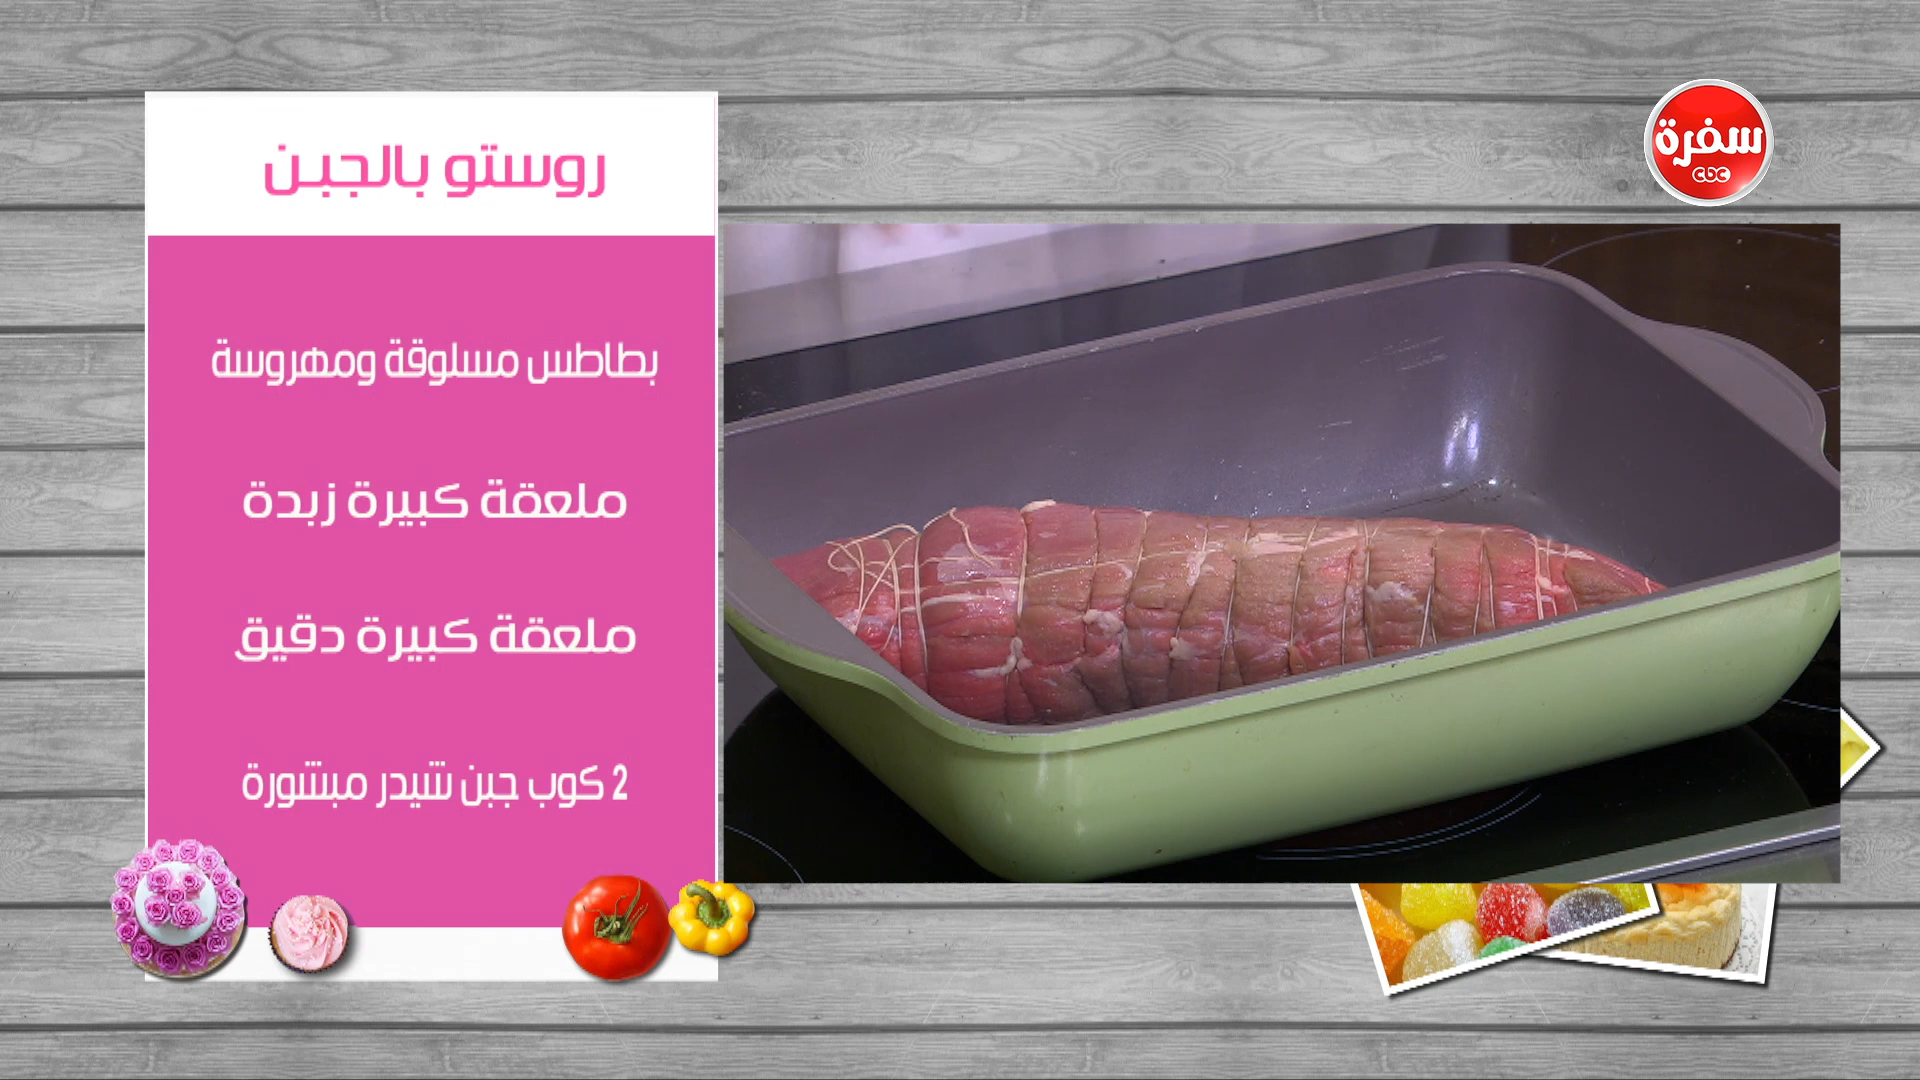 روستو بالجبن
بطاطس مسلوقة ومهروسة
ملعقة كبيرة زبدة
ملعقة كبيرة دقيق
2 كوب جبن شيدر مبشورة
سفرة
cbc